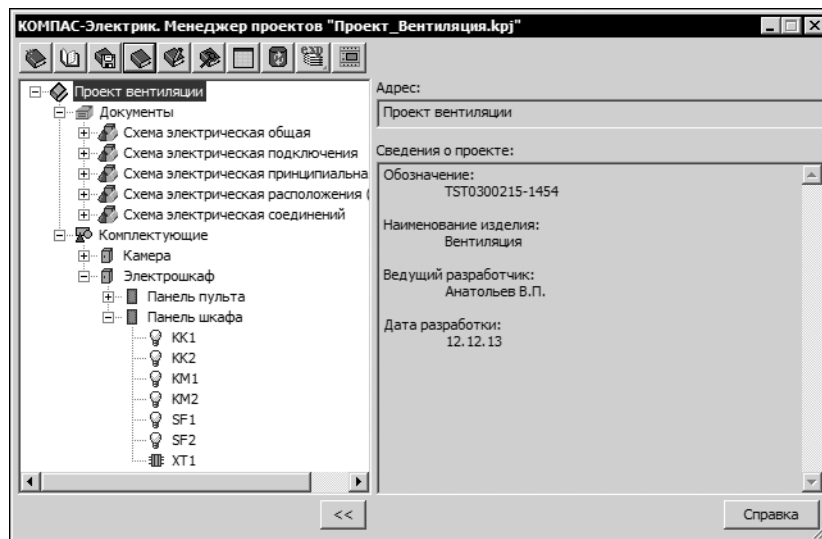 КОМПАС-Электрик. Менеджер проектов "Проект_Вентиляция.kpj"
Проект вентиляции
Документы
Схема электрическая общая
Схема электрическая подключения
Схема электрическая принципиальна
Схема электрическая расположения (
Схема электрическая соединений
Комплектующие
Камера
Электрошкаф
Панель пульта
Панель шкафа
KK1
KK2
KM1
KM2
SF1
SF2
XT1
<<
Адрес:
Проект вентиляции
Сведения о проекте:
Обозначение:
TST0300215-1454
Наименование изделия:
Вентиляция
Ведущий разработчик:
Анатольев В.П.
Дата разработки:
12.12.13
Справка